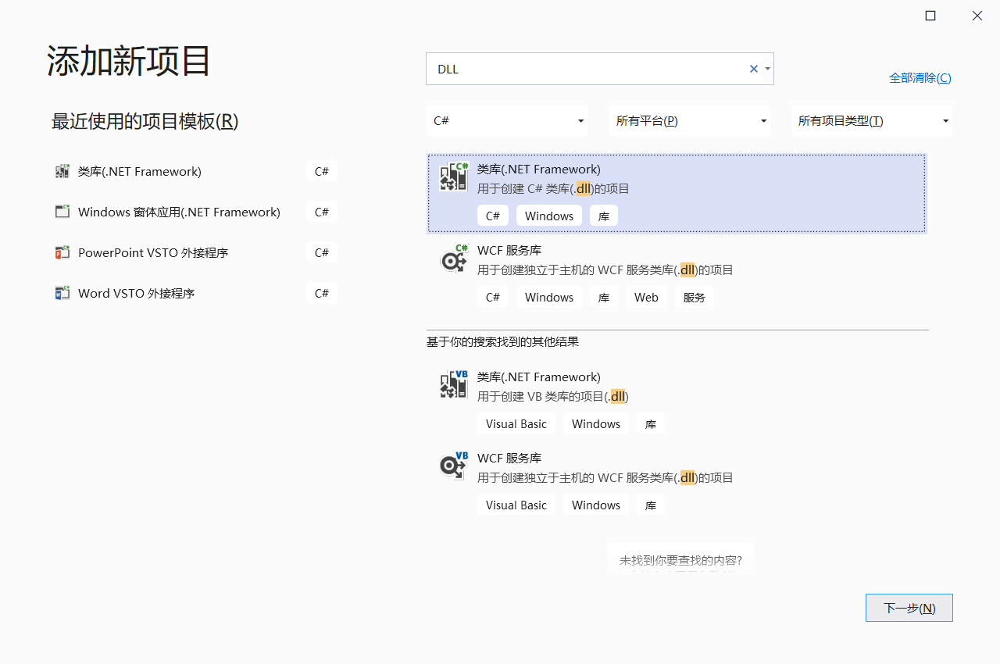 添加新项目
最近使用的项目模板(R)
类库(.NET Framework) C#
Windows 窗体应用(.NET Framework) C#
PowerPoint VSTO 外接程序 C#
Word VSTO 外接程序 C#
DLL
全部清除(C)
C# 所有平台(P) 所有项目类型(T)
C#
类库(.NET Framework)
用于创建 C# 类库(.dll)的项目
C# Windows 库
C#
WCF 服务库
用于创建独立于主机的 WCF 服务类库(.dll)的项目
C# Windows 库 Web 服务
基于你的搜索找到的其他结果
VB
类库(.NET Framework)
用于创建 VB 类库的项目(.dll)
Visual Basic Windows 库
VB
WCF 服务库
用于创建独立于主机的 WCF 服务类库(.dll)的项目
Visual Basic Windows 库
未找到你要查找的内容?
下一步(N)